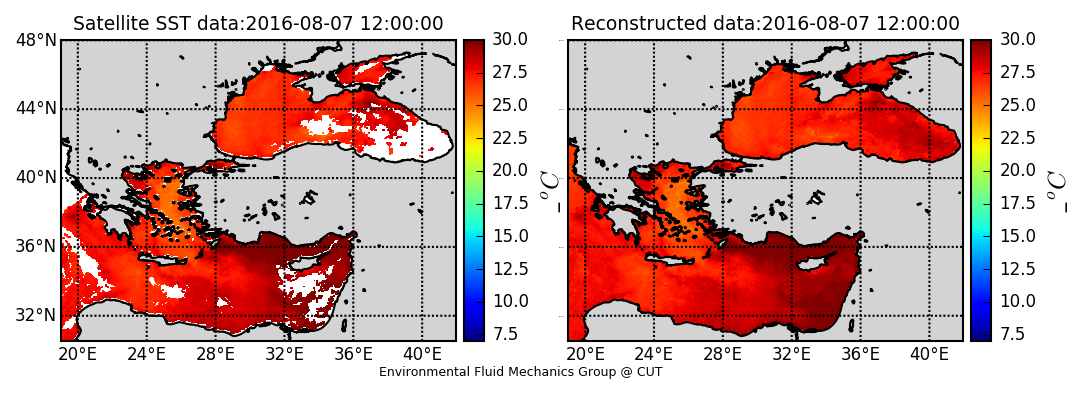 Satellite SST data:2016-08-07 12:00:00
48°N
44°N
40°N
36°N
32°N
20°E 24°E 28°E 32°E 36°E 40°E
30.0
27.5
25.0
22.5
20.0
17.5
15.0
12.5
10.0
7.5
_ °C
Reconstructed data:2016-08-07 12:00:00
20°E 24°E 28°E 32°E 36°E 40°E
30.0
27.5
25.0
22.5
20.0
17.5
15.0
12.5
10.0
7.5
_ °C
Environmental Fluid Mechanics Group @ CUT